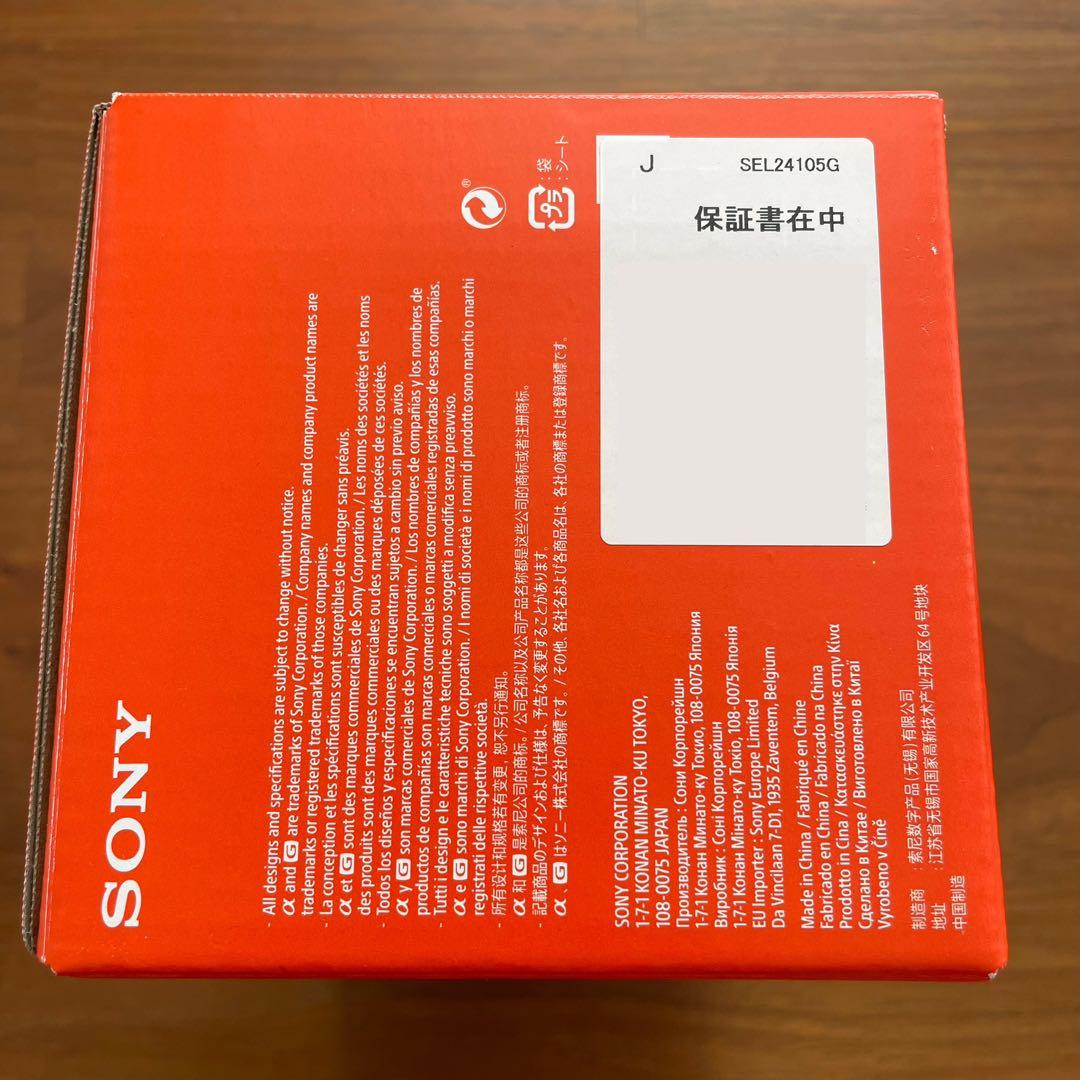 SONY
- All designs and specifications are subject to change without notice.
α and G are trademarks of Sony Corporation. / Company names and company product names are
trademarks or registered trademarks of those companies.
- La conception et les spécifications sont susceptibles de changer sans préavis.
α et G sont des marques commerciales de Sony Corporation. / Les noms des sociétés et les noms
des produits sont des marques commerciales ou des marques déposées de ces sociétés.
- Todos los diseños y especificaciones se encuentran sujetos a cambio sin previo aviso.
α y G son marcas comerciales de Sony Corporation. / Los nombres de compañías y los nombres de
productos de compañías son marcas comerciales o marcas comerciales registradas de esas compañías.
- Tutti i design e le caratteristiche tecniche sono soggetti a modifica senza preavviso.
α e G sono marchi di Sony Corporation. / I nomi di società e i nomi di prodotto sono marchi o marchi
registrati delle rispettive società.
- 所有设计和规格若有变更，恕不另行通知。
α 和 G 是索尼公司的商标。/ 公司名称以及公司产品名称都是这些公司的商标或者注册商标。
- 記載商品のデザインおよび仕様は、予告なく変更することがあります。
α、G はソニー株式会社の商標です。/ その他、各社名および各商品名は、各社の商標または登録商標です。
®
プラ
: 袋
: シート
J SEL24105G
保証書在中
SONY CORPORATION
1-7-1 KONAN MINATO-KU TOKYO,
108-0075 JAPAN
Производитель : Сони Корпорейшн
1-7-1 Конан Минато-ку Токио, 108-0075 Япония
Виробник : Соні Корпорейшн
1-7-1 Конан Мінато-ку Токіо, 108-0075 Японія
EU Importer : Sony Europe Limited
Da Vincilaan 7-D1, 1935 Zaventem, Belgium
Made in China / Fabriqué en Chine
Fabricado en China / Fabricado na China
Prodotto in Cina / Κατασκευάστηκε στην Κίνα
Сделано в Китае / Виготовлено в Китаї
Vyrobeno v Číně
制造商 : 索尼数字产品(无锡)有限公司
地址 : 江苏省无锡市国家高新技术产业开发区64号地块
中国制造